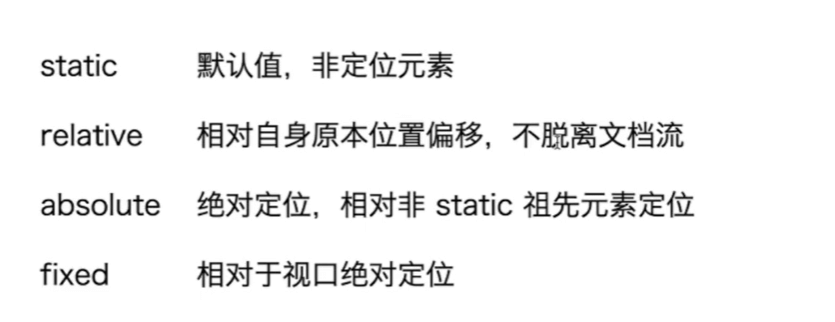 static 默认值，非定位元素
relative 相对自身原本位置偏移，不脱离文档流
absolute 绝对定位，相对非 static 祖先元素定位
fixed 相对于视口绝对定位